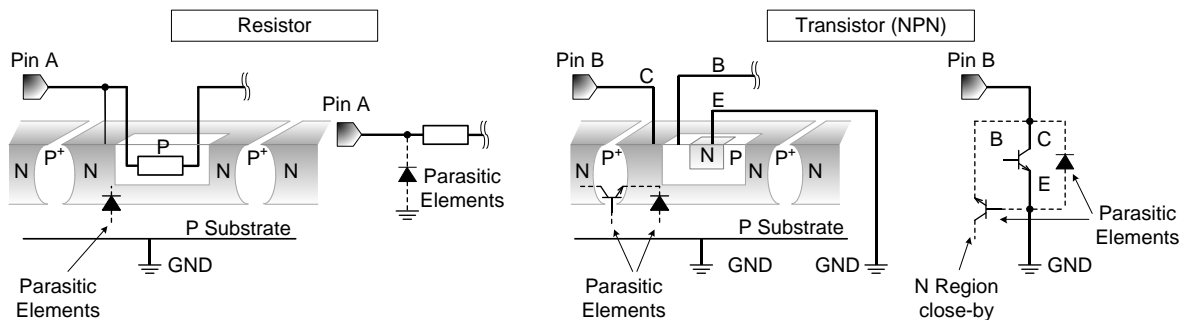 Resistor
Transistor (NPN)
Pin A
Pin A
P
N
P+
N
N
P+
N
Parasitic
Elements
P Substrate
GND
Parasitic
Elements
Pin B
C
B
E
N
P+
N
N
P
N
P+
N
P Substrate
GND
GND
Parasitic
Elements
Pin B
B
C
E
Parasitic
Elements
GND
N Region
close-by